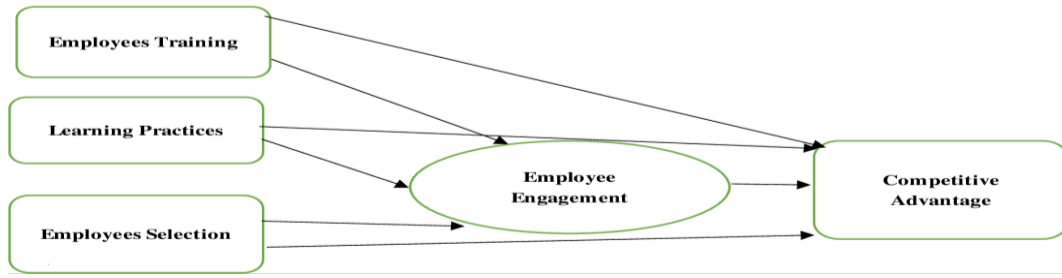 Employees Training
Learning Practices
Employee
Engagement
Competitive
Advantage
Employees Selection